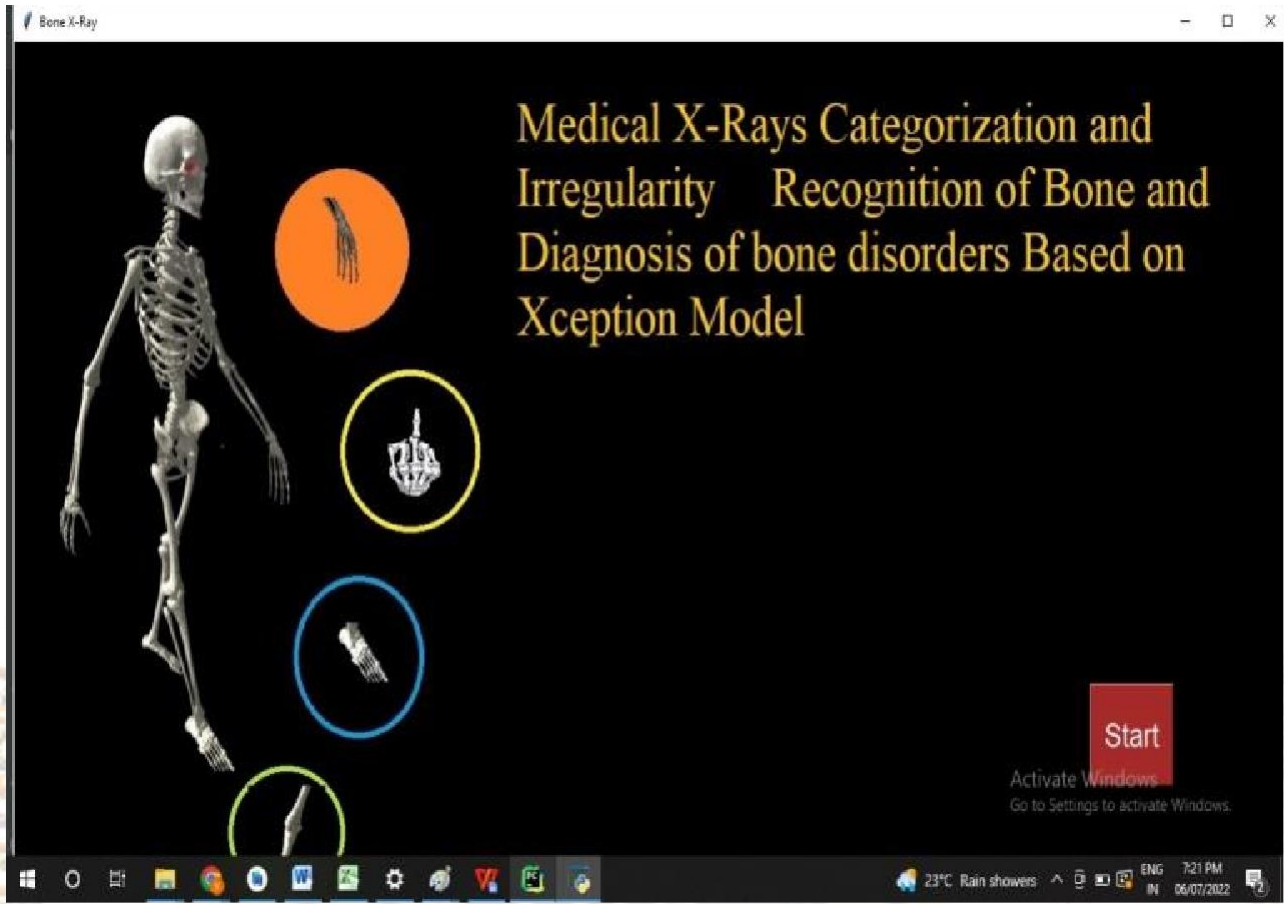 Bone X-Ray
Medical X-Rays Categorization and
Irregularity Recognition of Bone and
Diagnosis of bone disorders Based on
Xception Model
Start
Activate Windows
Go to Settings to activate Windows.
23°C Rain showers
ENG
IN
7:21 PM
06/07/2022
2